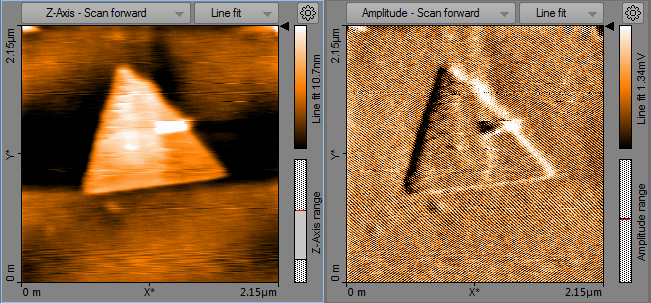 Z-Axis - Scan forward
Line fit
2.15µm
Y*
0 m
0 m
X*
2.15µm
Line fit 10.7nm
Z-Axis range
Amplitude - Scan forward
Line fit
2.15µm
Y*
0 m
0 m
X*
2.15µm
Line fit 1.34mV
Amplitude range